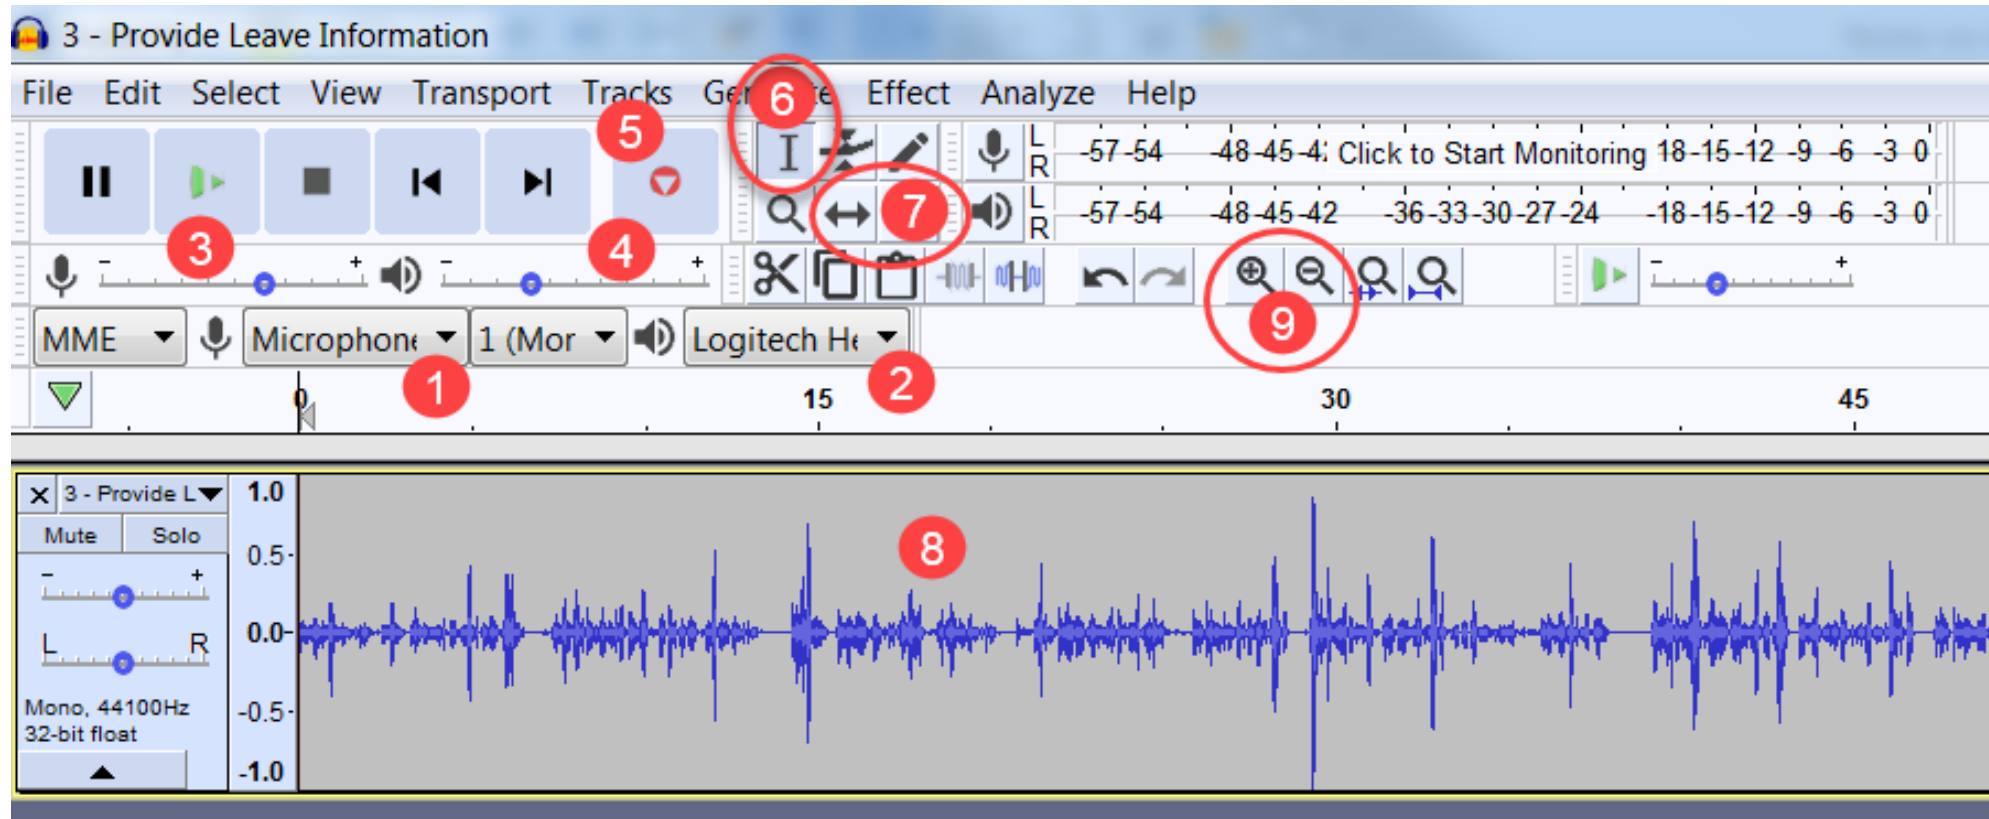 3 - Provide Leave Information
File Edit Select View Transport Tracks Effect Analyze Help
6
5
L
R
-57 -54 -48 -45 -4 Click to Start Monitoring 18 -15 -12 -9 -6 -3 0
7
L
R
-57 -54 -48 -45 -42 -36 -33 -30 -27 -24 -18 -15 -12 -9 -6 -3 0
3
4
- +
- +
- +
9
MME Microphone 1 (Mor Logitech He
1
2
0 15 30 45
3 - Provide L
Mute Solo
- +
L R
Mono, 44100Hz
32-bit float
1.0
0.5
0.0
-0.5
-1.0
8